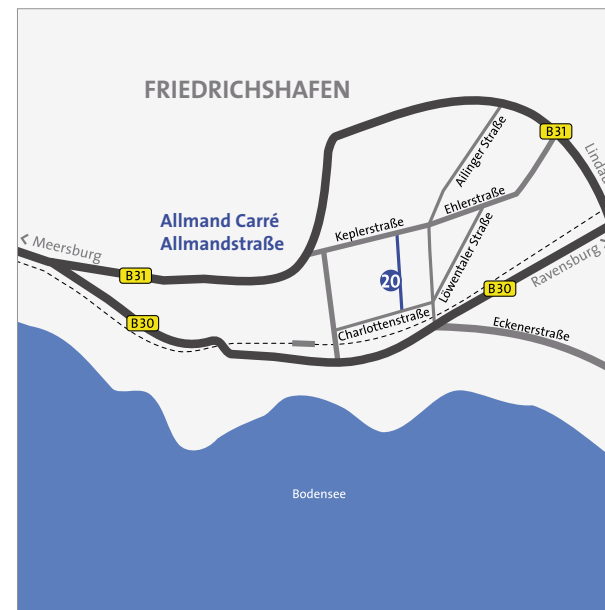 FRIEDRICHSHAFEN
Ailinger Straße
B31
Lindau
Ehlerstraße
Allmand Carré
Allmandstraße
Keplerstraße
< Meersburg
Löwentaler Straße
Ravensburg >
B31
20
B30
B30
Charlottenstraße
Eckenerstraße
Bodensee